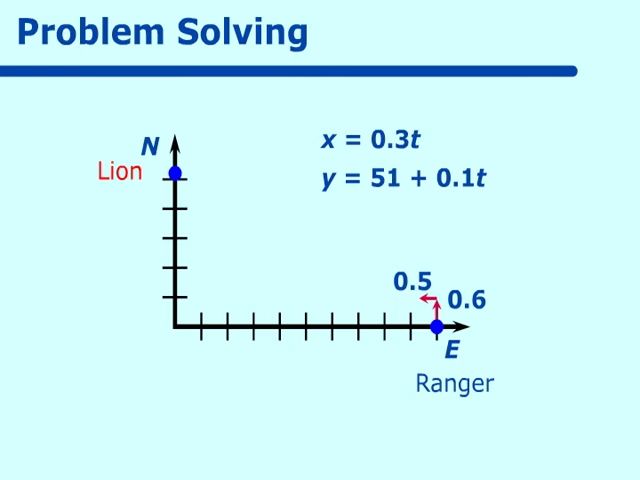 Problem Solving
N
Lion
x = 0.3t
y = 51 + 0.1t
0.5
0.6
E
Ranger